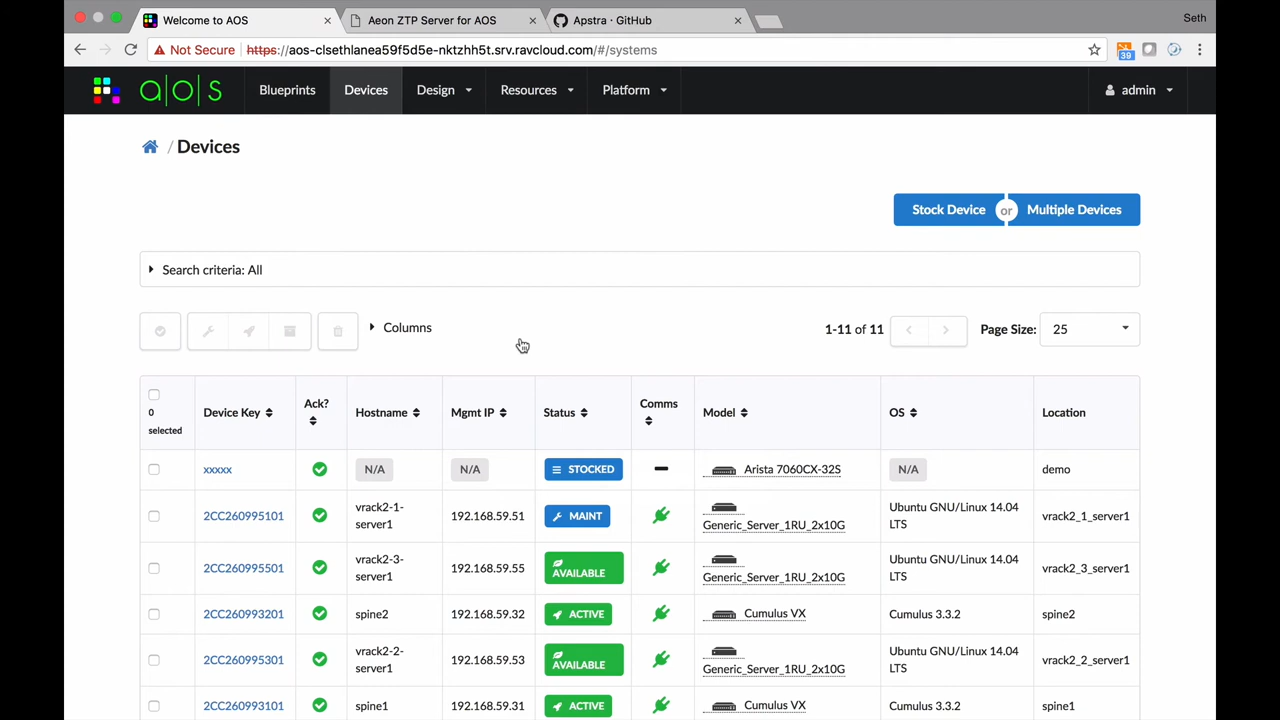 Welcome to AOS
Aeon ZTP Server for AOS
Apstra · GitHub
Seth
Not Secure
https://aos-clsethlanea59f5d5e-nktzhh5t.srv.ravcloud.com/#/systems
39
a|o|s
Blueprints
Devices
Design
Resources
Platform
admin
/ Devices
Stock Device
or
Multiple Devices
Search criteria: All
Columns
1-11 of 11
Page Size:
25
0
selected
Device Key
Ack?
Hostname
Mgmt IP
Status
Comms
Model
OS
Location
xxxxx
N/A
N/A
STOCKED
Arista 7060CX-32S
N/A
demo
2CC260995101
vrack2-1-
server1
192.168.59.51
MAINT
Generic_Server_1RU_2x10G
Ubuntu GNU/Linux 14.04
LTS
vrack2_1_server1
2CC260995501
vrack2-3-
server1
192.168.59.55
AVAILABLE
Generic_Server_1RU_2x10G
Ubuntu GNU/Linux 14.04
LTS
vrack2_3_server1
2CC260993201
spine2
192.168.59.32
ACTIVE
Cumulus VX
Cumulus 3.3.2
spine2
2CC260995301
vrack2-2-
server1
192.168.59.53
AVAILABLE
Generic_Server_1RU_2x10G
Ubuntu GNU/Linux 14.04
LTS
vrack2_2_server1
2CC260993101
spine1
192.168.59.31
ACTIVE
Cumulus VX
Cumulus 3.3.2
spine1